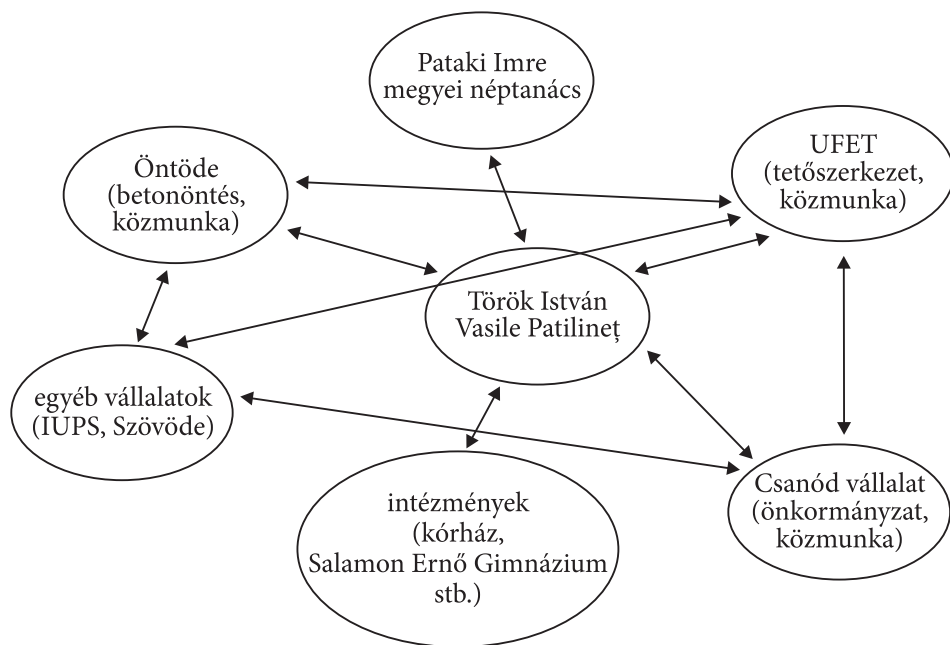 Pataki Imre
megyei néptanács
Öntöde
(betonöntés,
közmunka)
UFET
(tetőszerkezet,
közmunka)
Török István
Vasile Patilineț
egyéb vállalatok
(IUPS, Szövöde)
intézmények
(kórház,
Salamon Ernő Gimnázium
stb.)
Csanód vállalat
(önkormányzat,
közmunka)